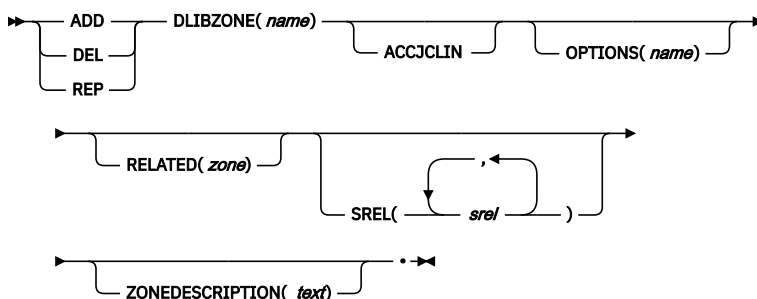 ADD DLIBZONE( name)
DEL ACCJCLIN OPTIONS( name)
REP
RELATED( zone)
,
SREL( srel )
.
ZONEDESCRIPTION( text)